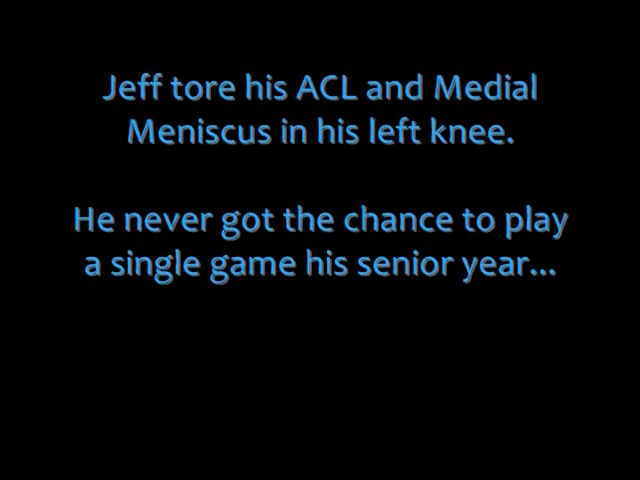 Jeff tore his ACL and Medial
Meniscus in his left knee.
He never got the chance to play
a single game his senior year...